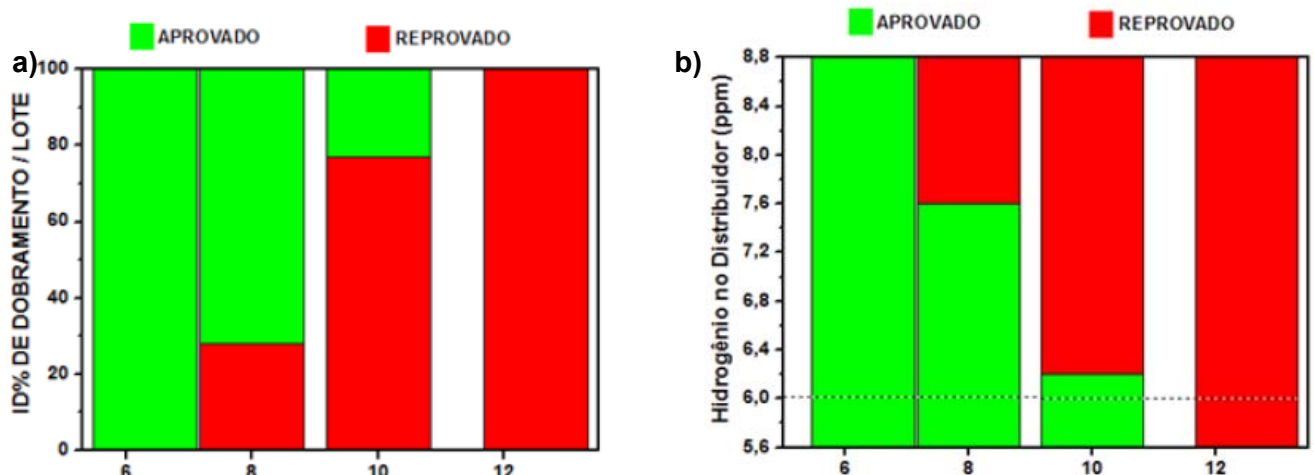 APROVADO REPROVADO
a)
ID% DE DOBRAMENTO / LOTE
100
80
60
40
20
0
6 8 10 12
APROVADO REPROVADO
b)
Hidrogênio no Distribuidor (ppm)
8,8
8,4
8,0
7,6
7,2
6,8
6,4
6,0
5,6
6 8 10 12